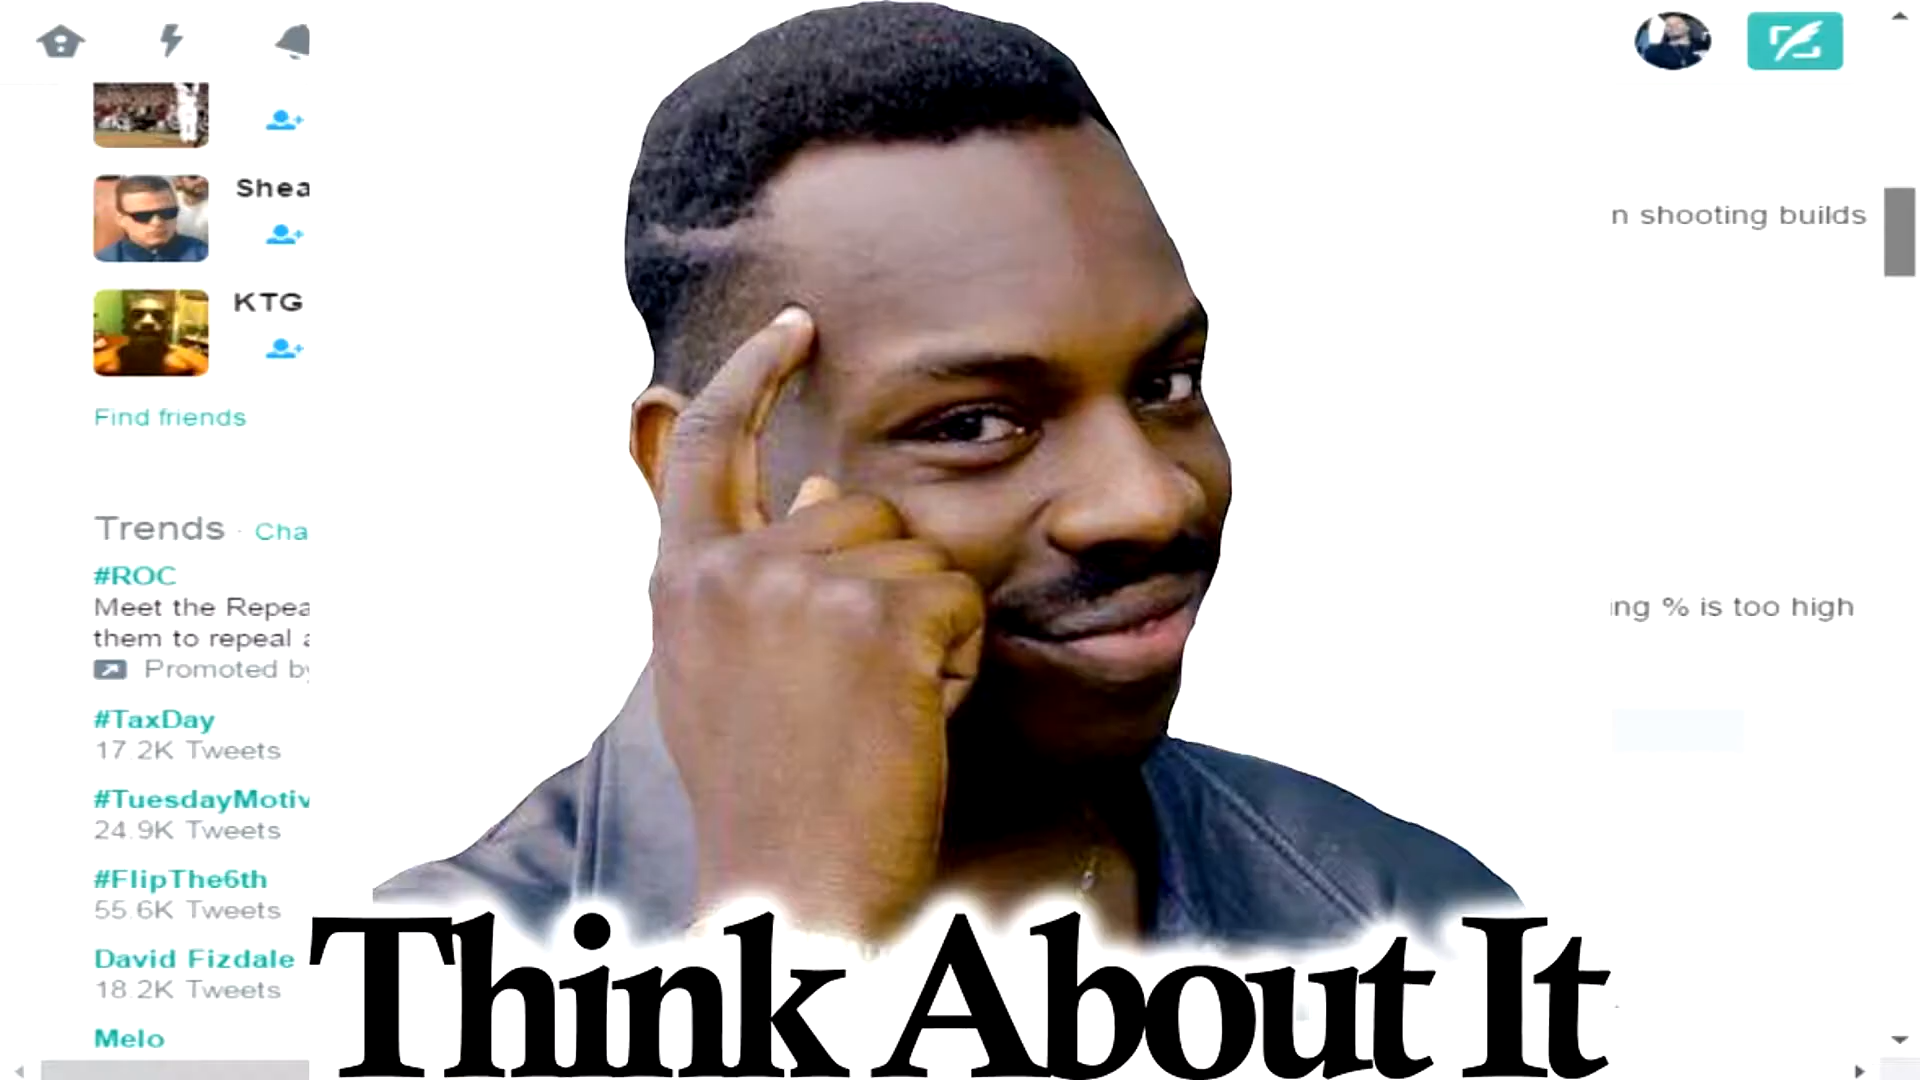 Shea
KTG
Find friends
Trends · Cha
#ROC
Meet the Repea
them to repeal a
Promoted by
#TaxDay
17.2K Tweets
#TuesdayMotiv
24.9K Tweets
#FlipThe6th
55.6K Tweets
David Fizdale
18.2K Tweets
Melo
n shooting builds
ng % is too high
Think About It